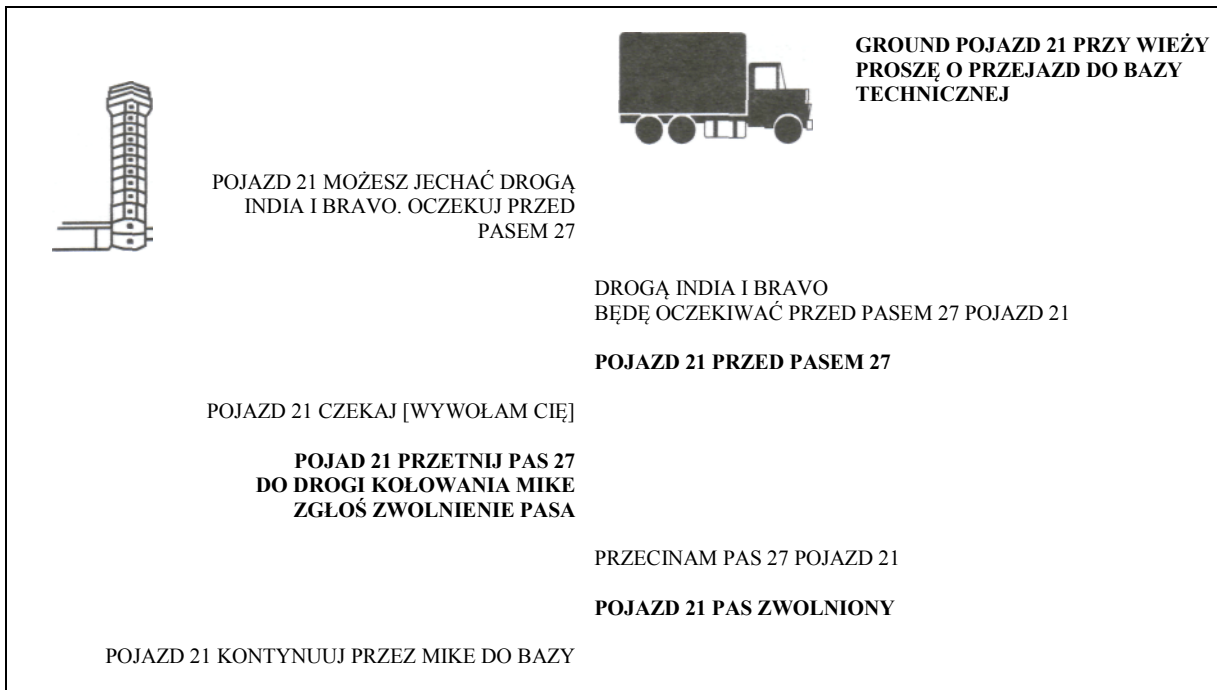 GROUND POJAZD 21 PRZY WIEŻY
PROSZĘ O PRZEJAZD DO BAZY
TECHNICZNEJ
POJAZD 21 MOŻESZ JECHAĆ DROGĄ
INDIA I BRAVO. OCZEKUJ PRZED
PASEM 27
DROGĄ INDIA I BRAVO
BĘDĘ OCZEKIWAĆ PRZED PASEM 27 POJAZD 21
POJAZD 21 PRZED PASEM 27
POJAZD 21 CZEKAJ [WYWOŁAM CIĘ]
POJAD 21 PRZETNIJ PAS 27
DO DROGI KOŁOWANIA MIKE
ZGŁOŚ ZWOLNIENIE PASA
PRZECINAM PAS 27 POJAZD 21
POJAZD 21 PAS ZWOLNIONY
POJAZD 21 KONTYNUUJ PRZEZ MIKE DO BAZY